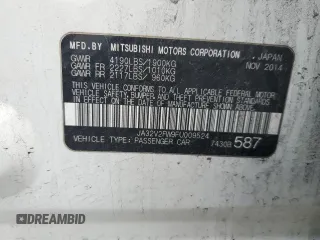 MFD.BY MITSUBISHI MOTORS CORPORATION, JAPAN
GVWR 4190LBS/1900KG NOV 2014
GAWR FR 2227LBS/1010KG
GAWR RR 2117LBS/ 960KG
THIS VEHICLE CONFORMS TO ALL APPLICABLE FEDERAL MOTOR VEHICLE SAFETY, BUMPER, AND THEFT PREVENTION STANDARDS IN EFFECT ON THE DATE OF MANUFACTURE SHOWN ABOVE.
JA32V2FW9FU009524
VEHICLE TYPE: PASSENGER CAR 74308 587